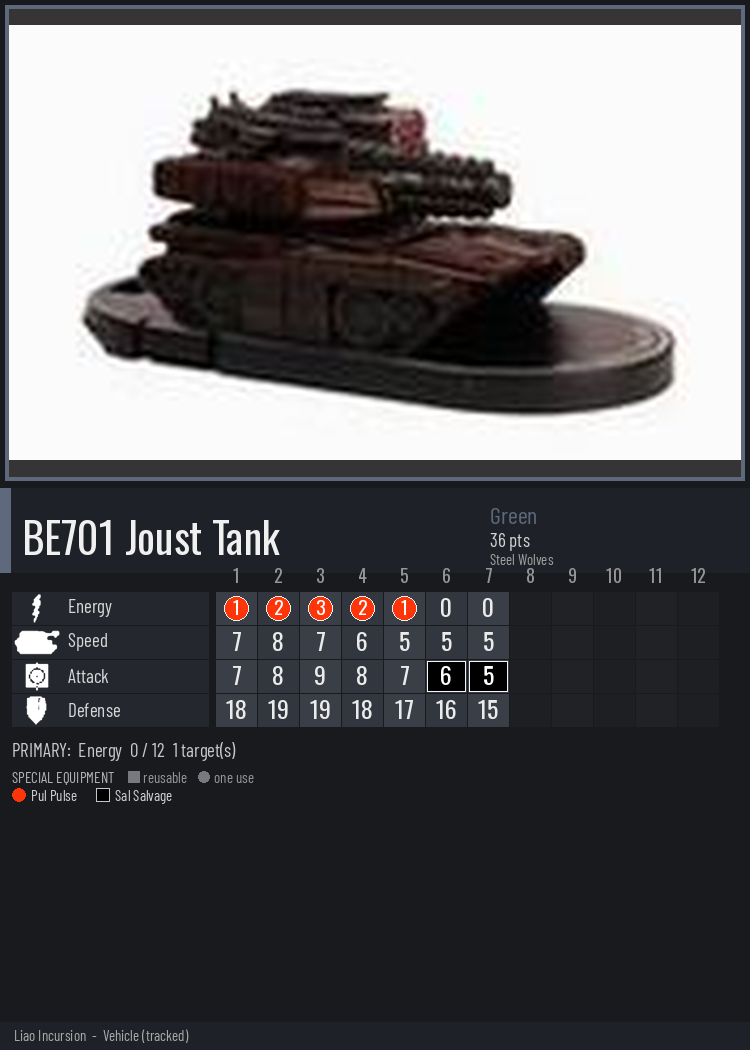 BE701 Joust Tank
Green
36 pts
Steel Wolves
1 2 3 4 5 6 7 8 9 10 11 12
Energy 1 2 3 2 1 0 0
Speed 7 8 7 6 5 5 5
Attack 7 8 9 8 7 6 5
Defense 18 19 19 18 17 16 15
PRIMARY: Energy 0 / 12 1 target(s)
SPECIAL EQUIPMENT reusable one use
Pul Pulse Sal Salvage
Liao Incursion - Vehicle (tracked)